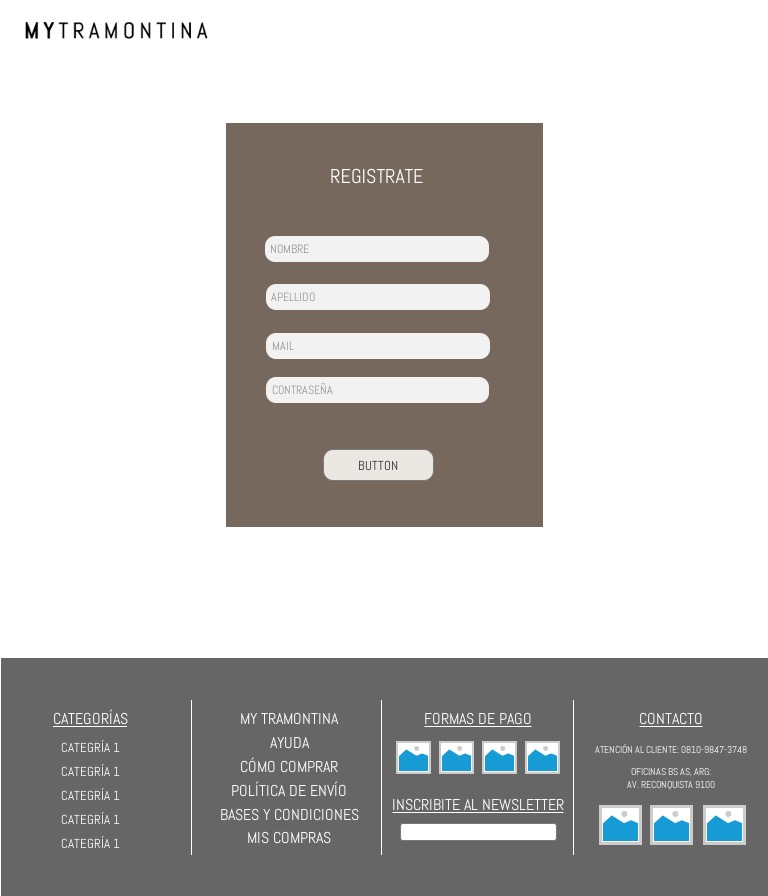 MYTRAMONTINA
REGISTRATE
NOMBRE
APELLIDO
MAIL
CONTRASEÑA
BUTTON
CATEGORÍAS
CATEGRÍA 1
CATEGRÍA 1
CATEGRÍA 1
CATEGRÍA 1
CATEGRÍA 1
MY TRAMONTINA
AYUDA
CÓMO COMPRAR
POLÍTICA DE ENVÍO
BASES Y CONDICIONES
MIS COMPRAS
FORMAS DE PAGO
INSCRIBITE AL NEWSLETTER
CONTACTO
ATENCIÓN AL CLIENTE: 0810-9847-3748
OFICINAS BS AS, ARG:
AV. RECONQUISTA 9100